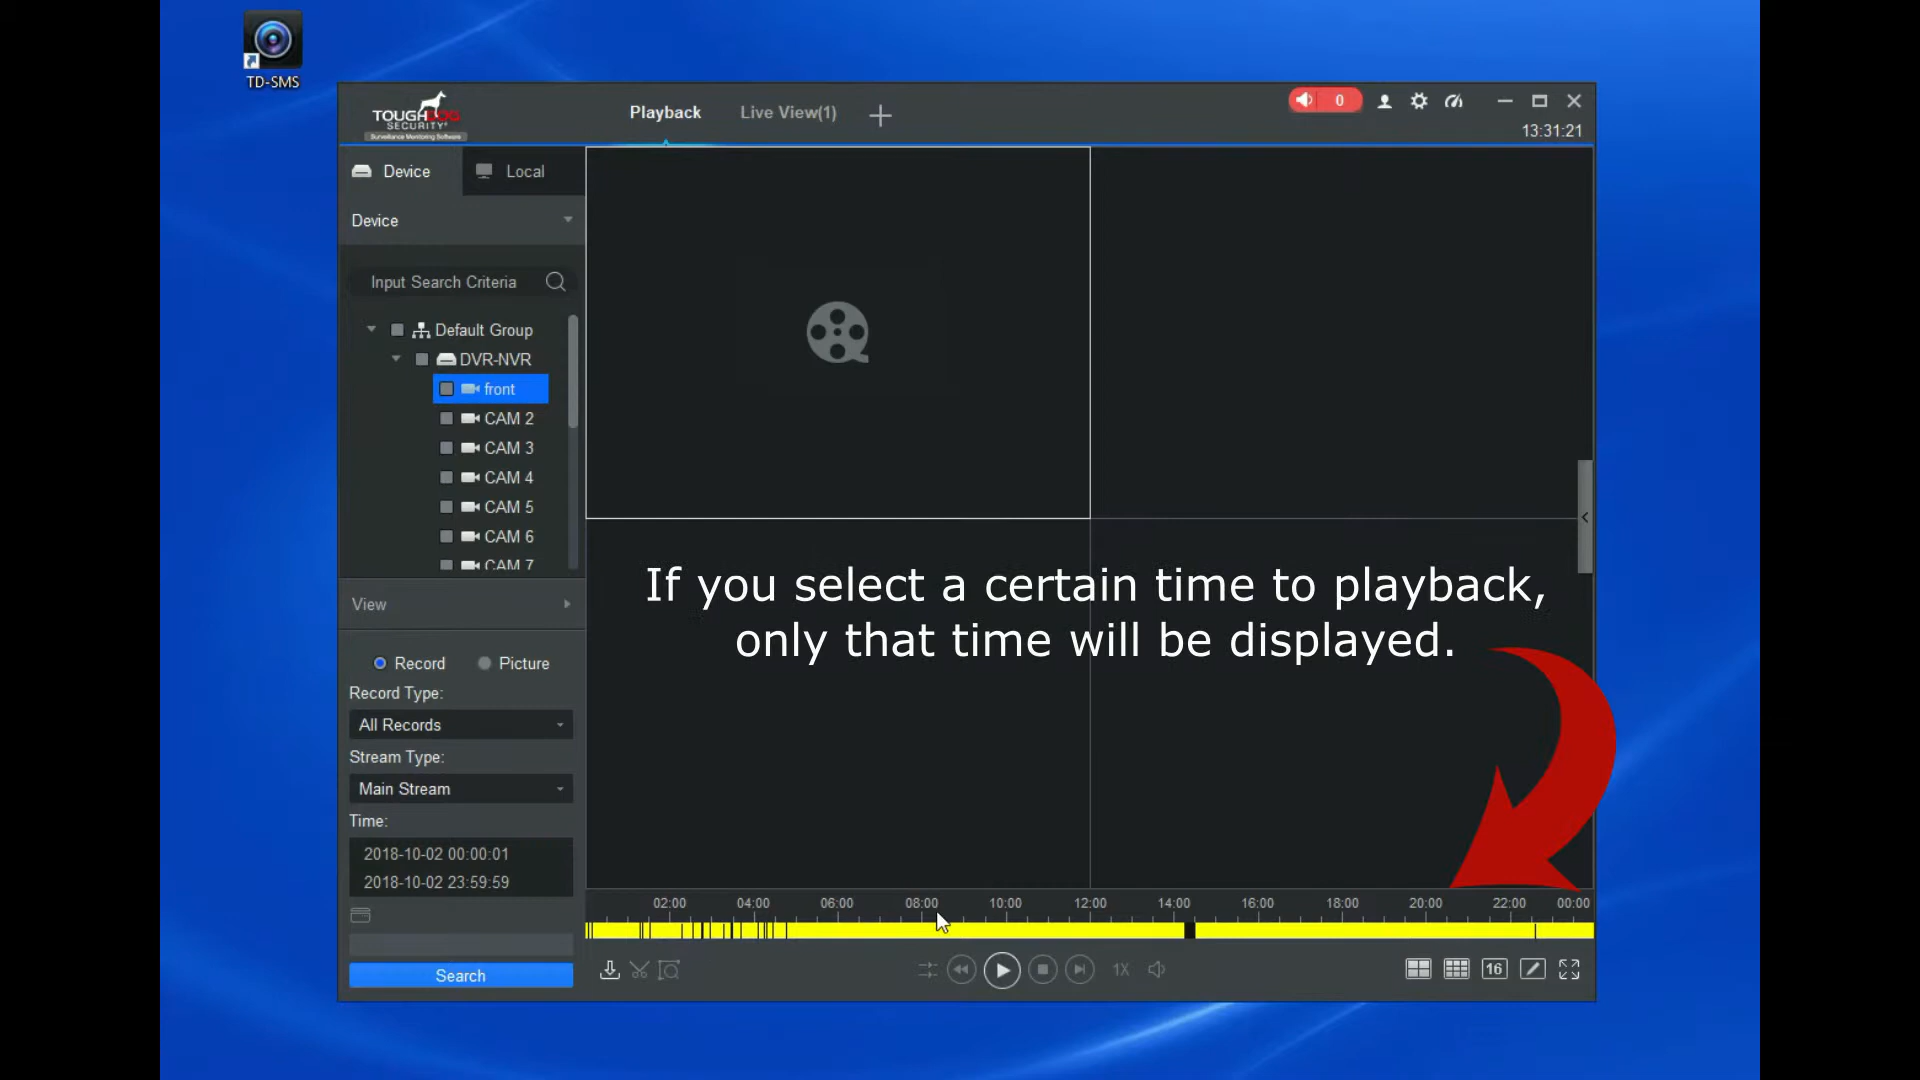 TD-SMS
TOUGHDOG
SECURITY®
Surveillance Monitoring Software
Playback
Live View(1)
0
13:31:21
Device
Local
Device
Input Search Criteria
Default Group
DVR-NVR
front
CAM 2
CAM 3
CAM 4
CAM 5
CAM 6
CAM 7
View
Record
Picture
Record Type:
All Records
Stream Type:
Main Stream
Time:
2018-10-02 00:00:01
2018-10-02 23:59:59
Search
If you select a certain time to playback,
only that time will be displayed.
02:00 04:00 06:00 08:00 10:00 12:00 14:00 16:00 18:00 20:00 22:00 00:00
1X
16